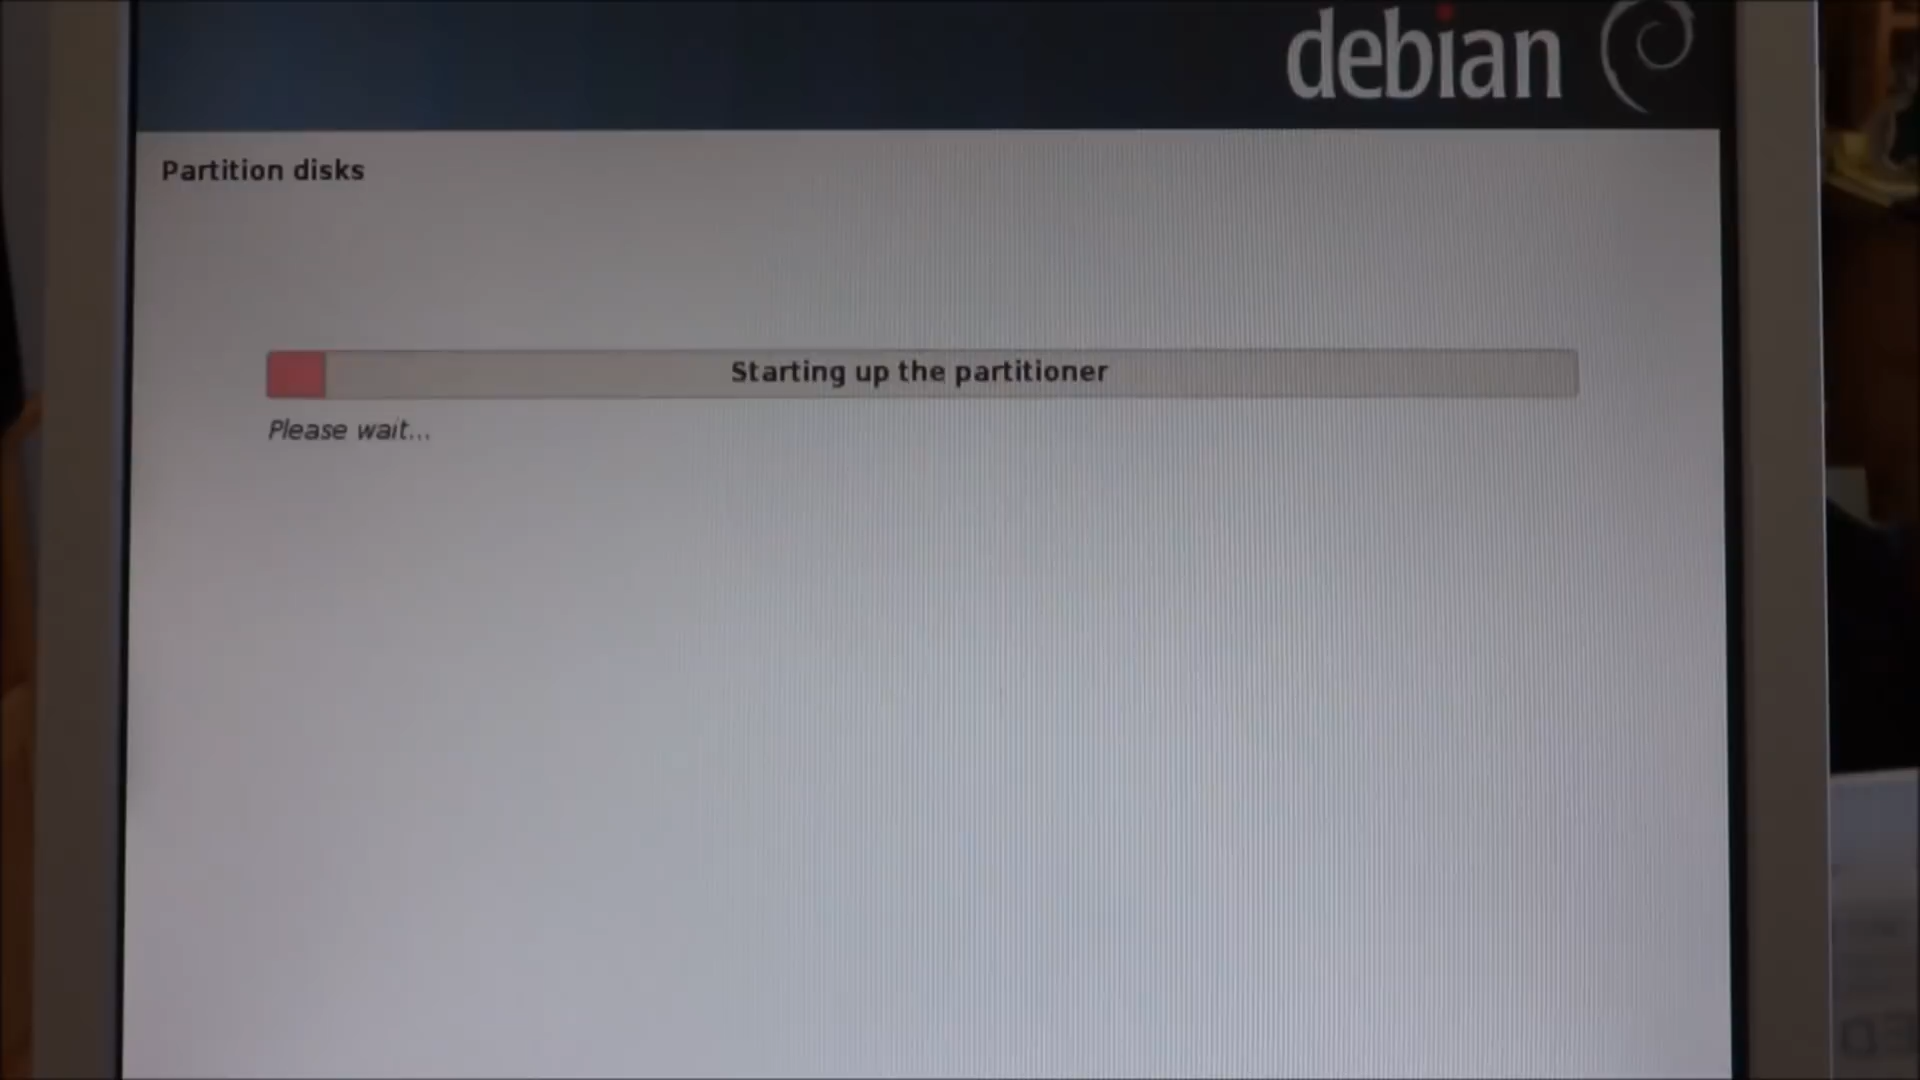 debian
Partition disks
Starting up the partitioner
Please wait...